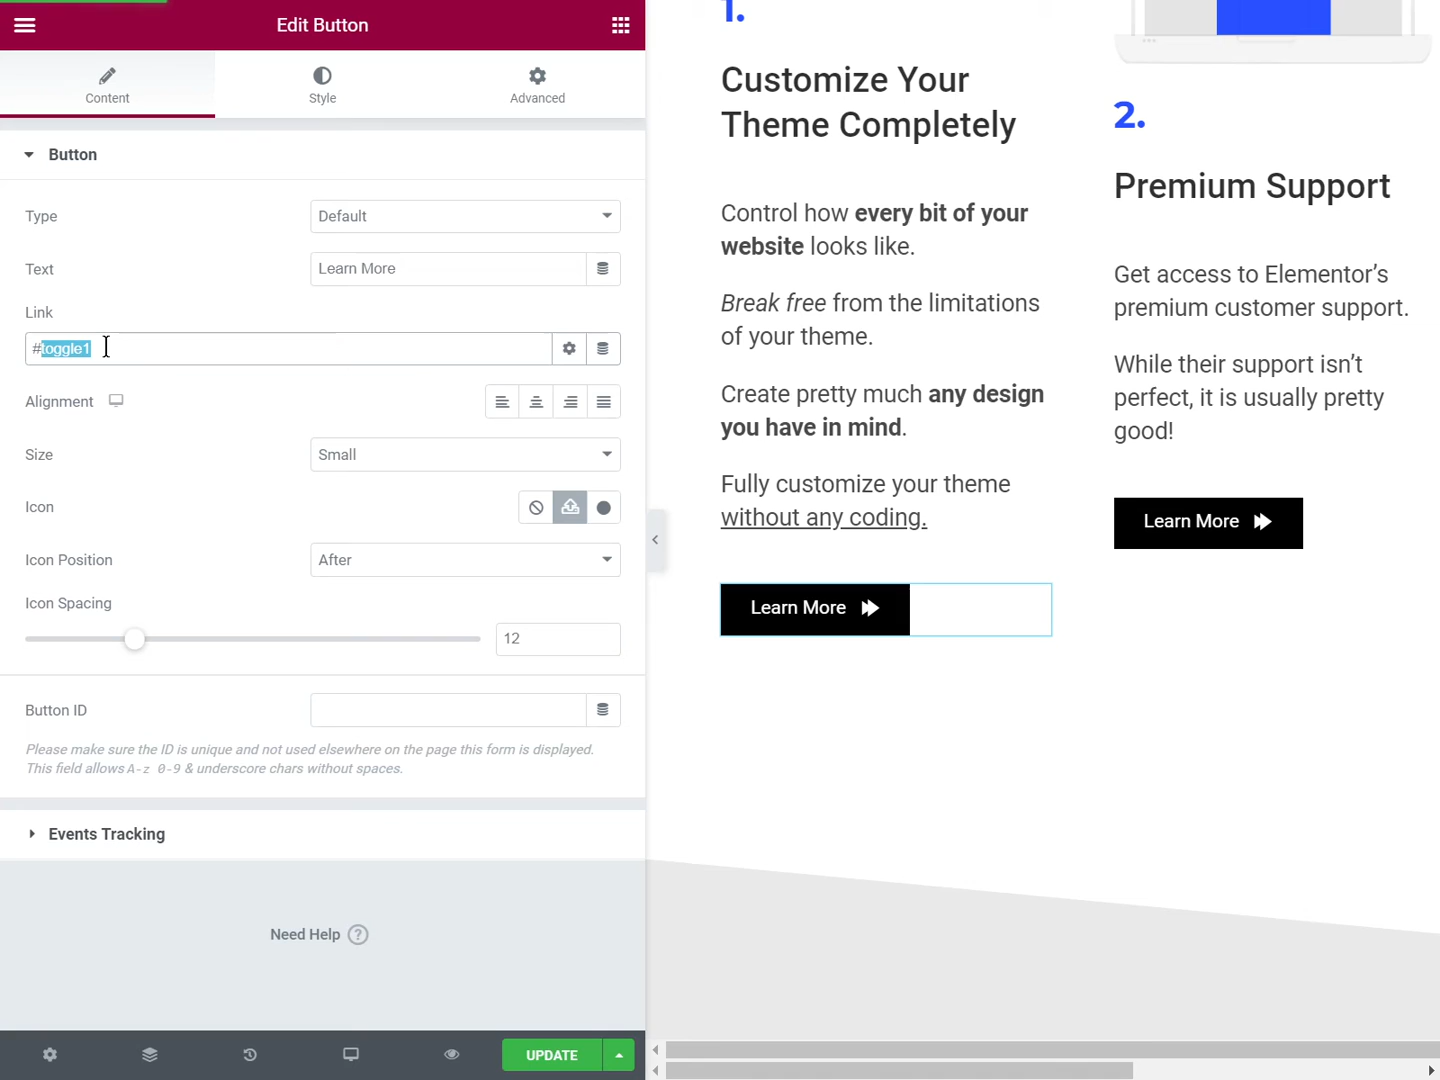 Edit Button
Content
Style
Advanced
Button
Type
Default
Text
Learn More
Link
#toggle1
Alignment
Size
Small
Icon
Icon Position
After
Icon Spacing
12
Button ID
Please make sure the ID is unique and not used elsewhere on the page this form is displayed.
This field allows A-z 0-9 & underscore chars without spaces.
Events Tracking
Need Help ?
UPDATE
1.
Customize Your
Theme Completely
Control how every bit of your
website looks like.
Break free from the limitations
of your theme.
Create pretty much any design
you have in mind.
Fully customize your theme
without any coding.
Learn More
2.
Premium Support
Get access to Elementor’s
premium customer support.
While their support isn’t
perfect, it is usually pretty
good!
Learn More